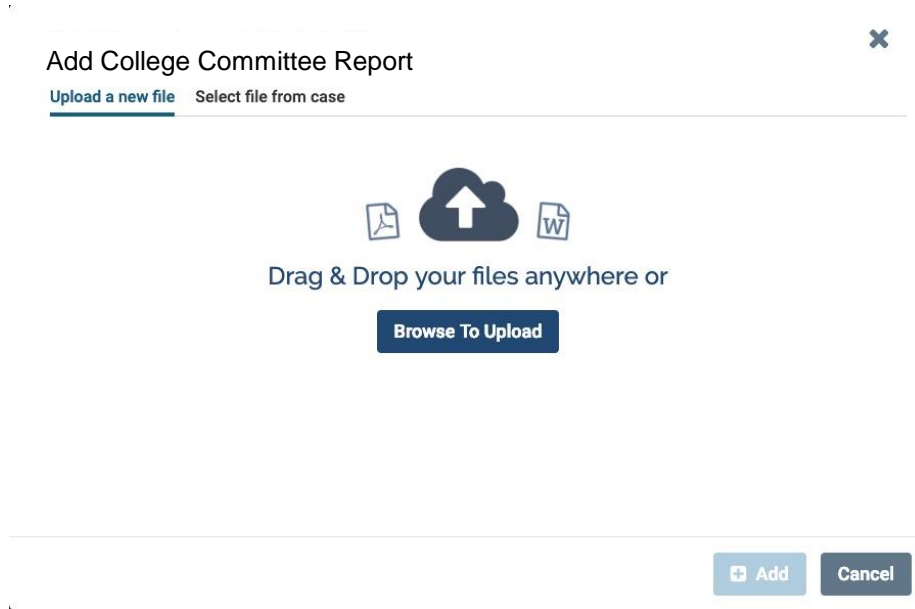 Add College Committee Report
Upload a new file Select file from case
W
Drag & Drop your files anywhere or
Browse To Upload
Add Cancel